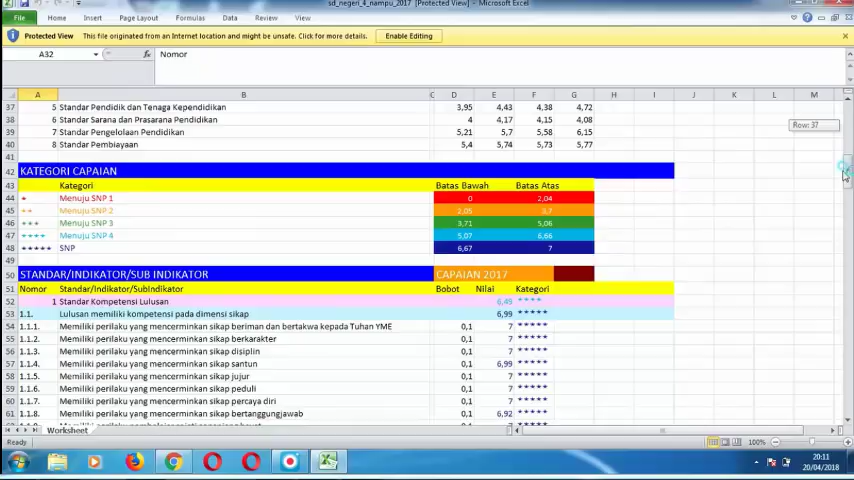 sd_negeri_4_nampu_2017 [Protected View] - Microsoft Excel
File Home Insert Page Layout Formulas Data Review View
Protected View This file originated from an Internet location and might be unsafe. Click for more details. Enable Editing
A32 fx Nomor
A B C D E F G H I J K L M
37 5 Standar Pendidik dan Tenaga Kependidikan 3,95 4,43 4,38 4,72
Row: 37
38 6 Standar Sarana dan Prasarana Pendidikan 4 4,17 4,15 4,08
39 7 Standar Pengelolaan Pendidikan 5,21 5,7 5,58 6,15
40 8 Standar Pembiayaan 5,4 5,74 5,73 5,77
41
42 KATEGORI CAPAIAN
43 Kategori Batas Bawah Batas Atas
44 * Menuju SNP 1 0 2,04
45 ** Menuju SNP 2 2,05 3,7
46 *** Menuju SNP 3 3,71 5,06
47 **** Menuju SNP 4 5,07 6,66
48 ***** SNP 6,67 7
49
50 STANDAR/INDIKATOR/SUB INDIKATOR CAPAIAN 2017
51 Nomor Standar/Indikator/SubIndikator Bobot Nilai Kategori
52 1 Standar Kompetensi Lulusan 6,49 ****
53 1.1. Lulusan memiliki kompetensi pada dimensi sikap 6,99 *****
54 1.1.1. Memiliki perilaku yang mencerminkan sikap beriman dan bertakwa kepada Tuhan YME 0,1 7 *****
55 1.1.2. Memiliki perilaku yang mencerminkan sikap berkarakter 0,1 7 *****
56 1.1.3. Memiliki perilaku yang mencerminkan sikap disiplin 0,1 7 *****
57 1.1.4. Memiliki perilaku yang mencerminkan sikap santun 0,1 6,99 *****
58 1.1.5. Memiliki perilaku yang mencerminkan sikap jujur 0,1 7 *****
59 1.1.6. Memiliki perilaku yang mencerminkan sikap peduli 0,1 7 *****
60 1.1.7. Memiliki perilaku yang mencerminkan sikap percaya diri 0,1 7 *****
61 1.1.8. Memiliki perilaku yang mencerminkan sikap bertanggungjawab 0,1 6,92 *****
Worksheet
Ready 100%
20:11
20/04/2018